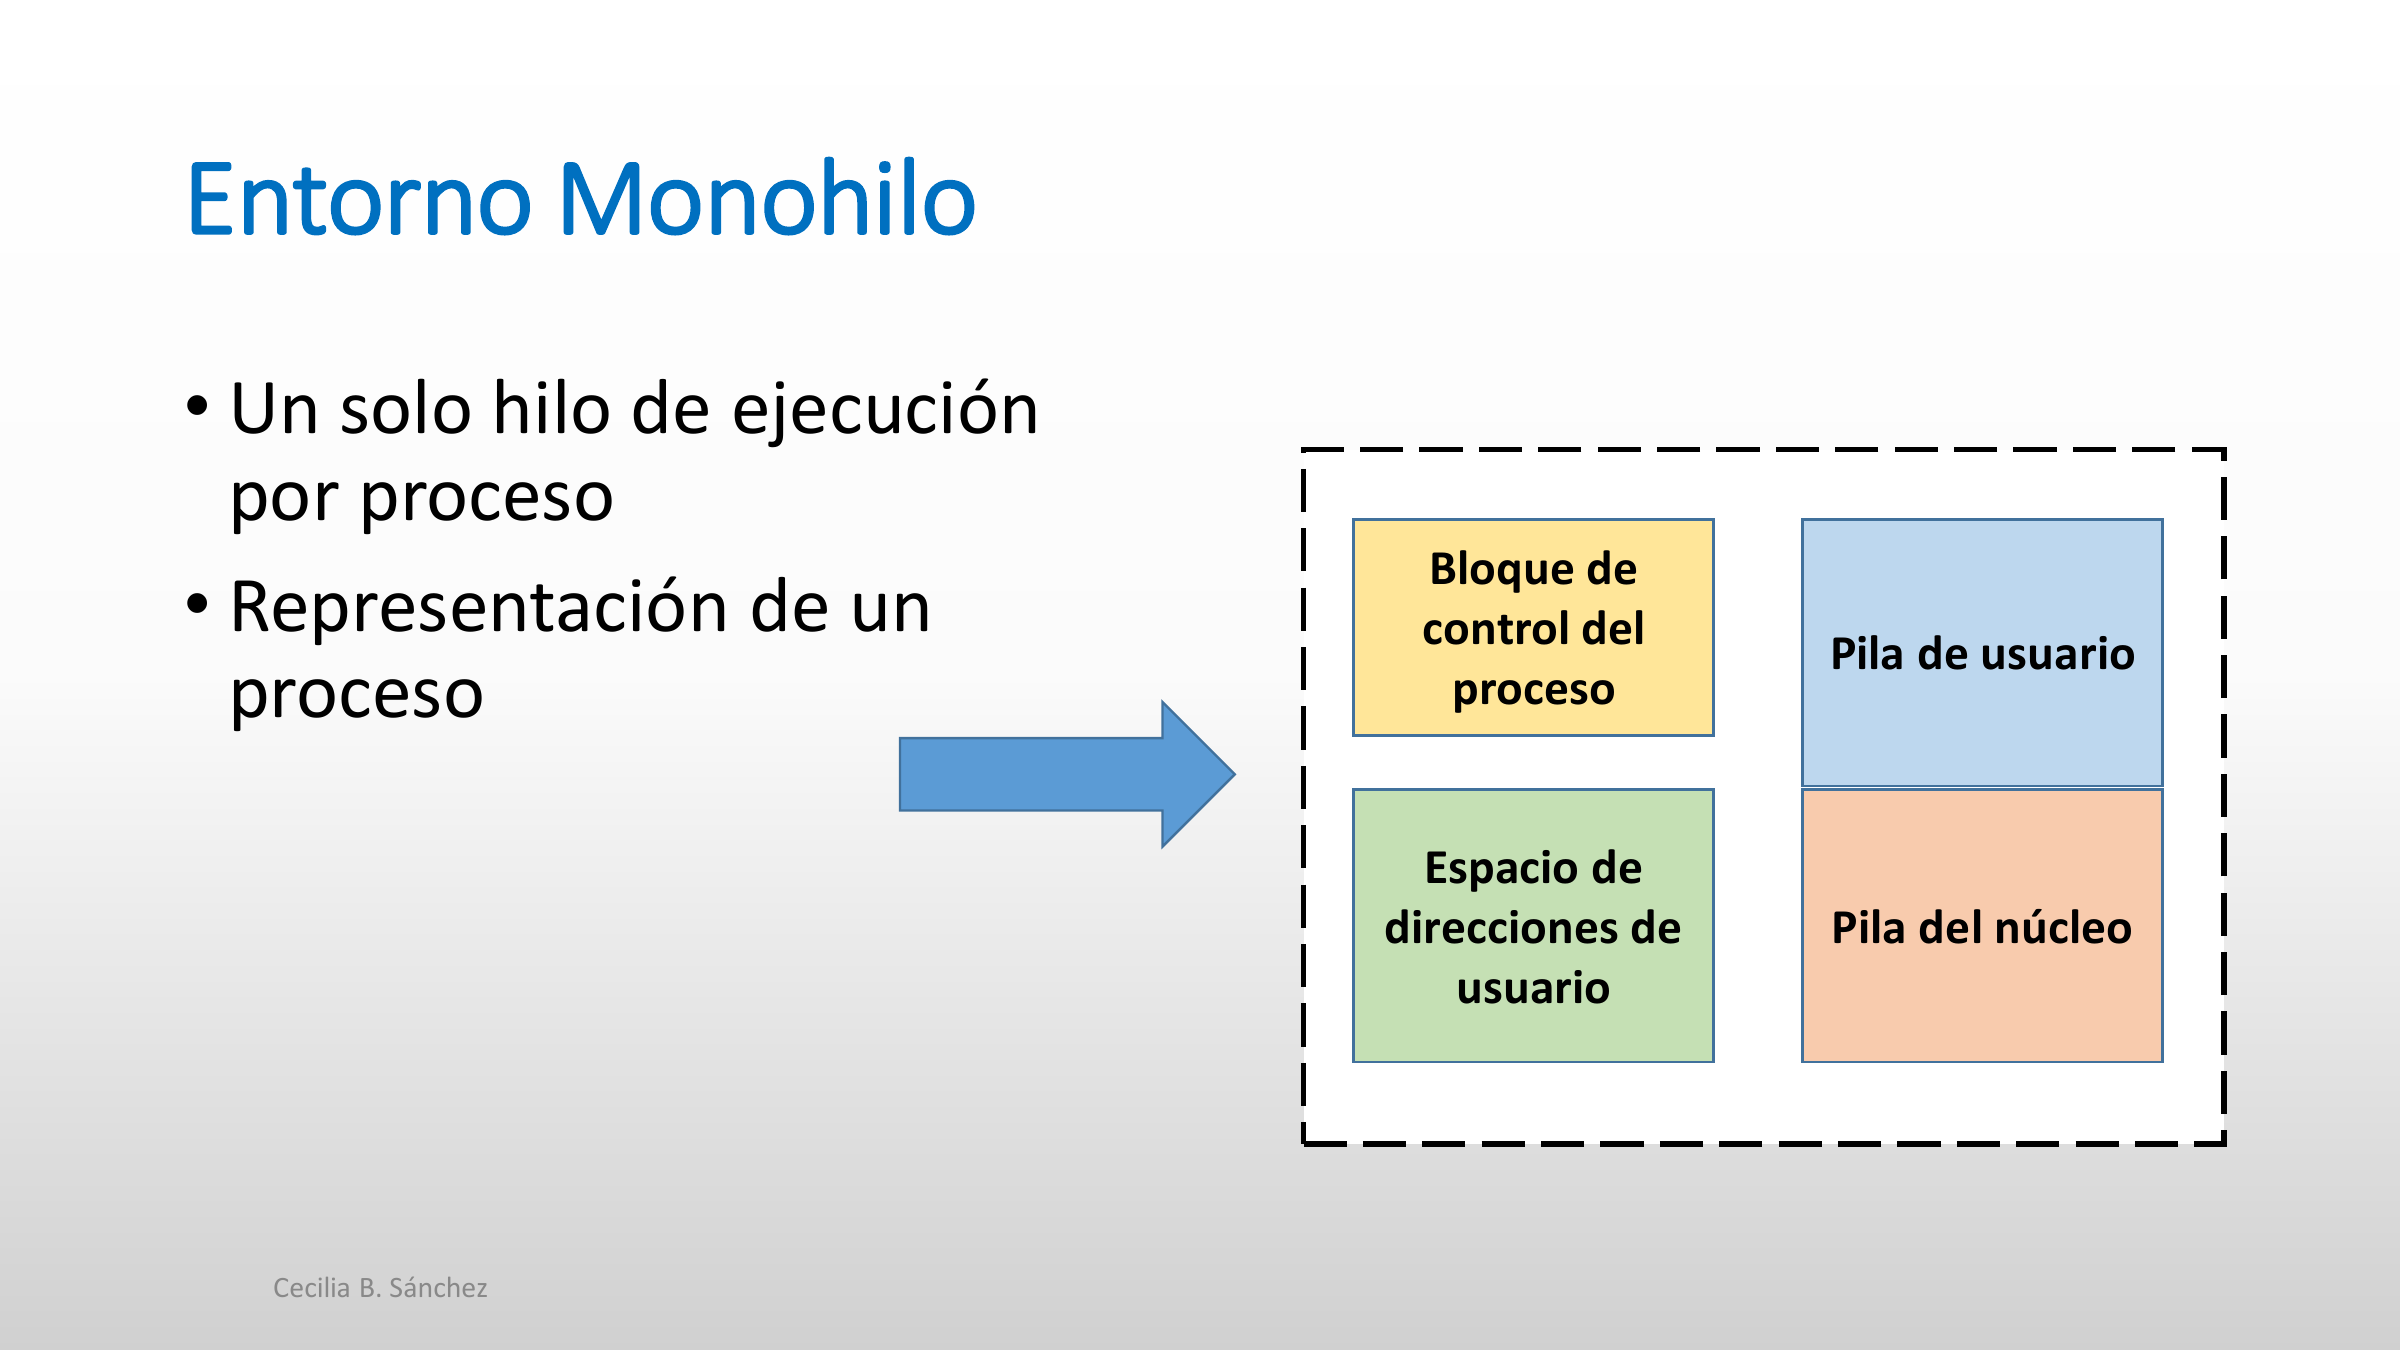 Entorno Monohilo
• Un solo hilo de ejecución
por proceso
• Representación de un
proceso
Bloque de
control del
proceso
Pila de usuario
Espacio de
direcciones de
usuario
Pila del núcleo
Cecilia B. Sánchez